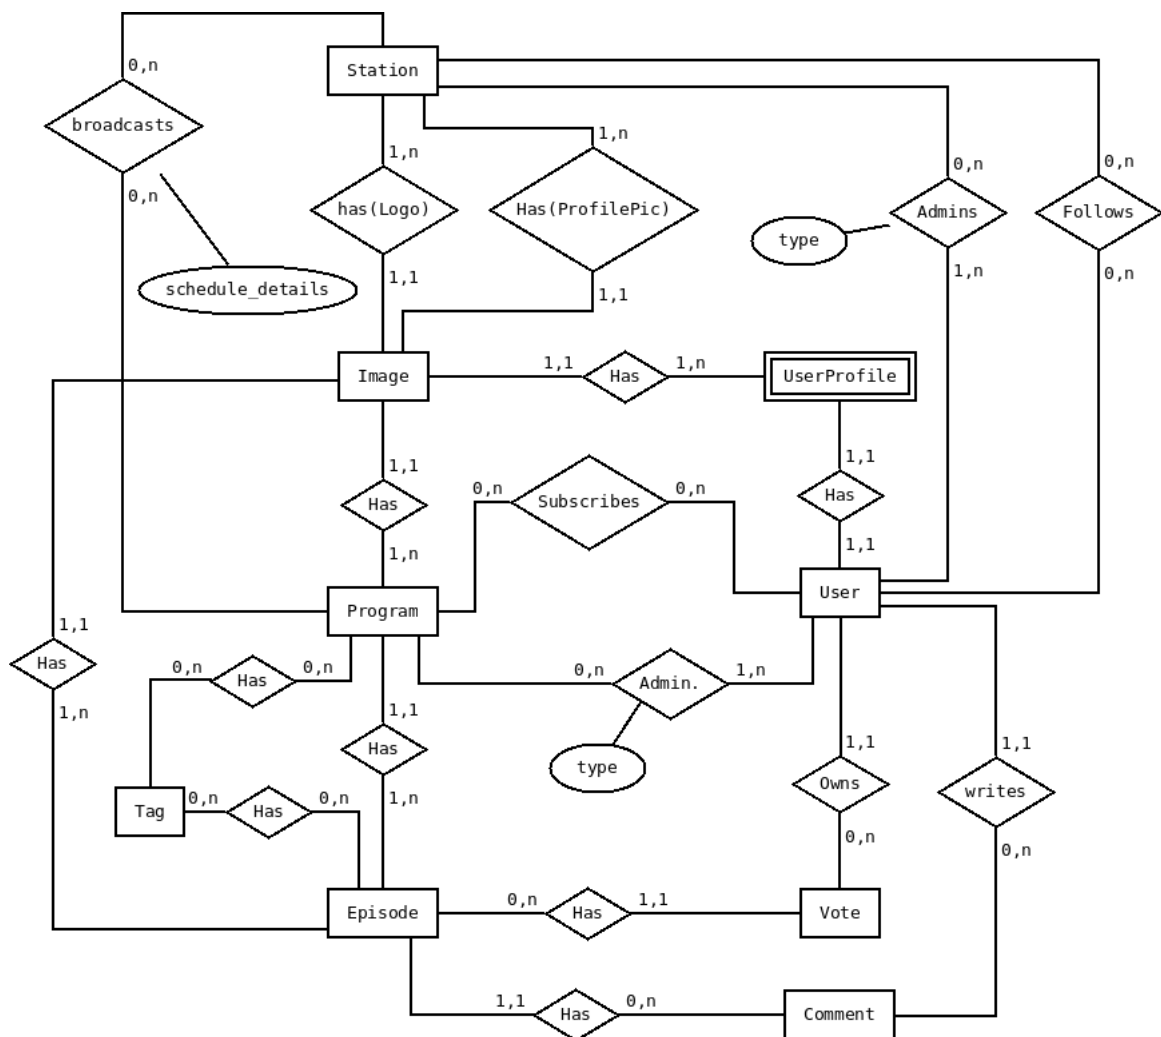 0,n
Station
broadcasts
1,n
1,n
0,n
0,n
0,n
has(Logo)
Has(ProfilePic)
Admins
Follows
type
schedule_details
1,1
1,1
1,n
0,n
Image
1,1
Has
1,n
UserProfile
1,1
1,1
Has
0,n
Subscribes
0,n
Has
1,n
1,1
Program
User
1,1
Has
1,n
0,n
Has
0,n
0,n
Admin.
1,n
type
1,1
Has
1,n
1,1
Owns
0,n
1,1
writes
0,n
Tag
0,n
Has
0,n
Episode
0,n
Has
1,1
Vote
1,1
Has
0,n
Comment